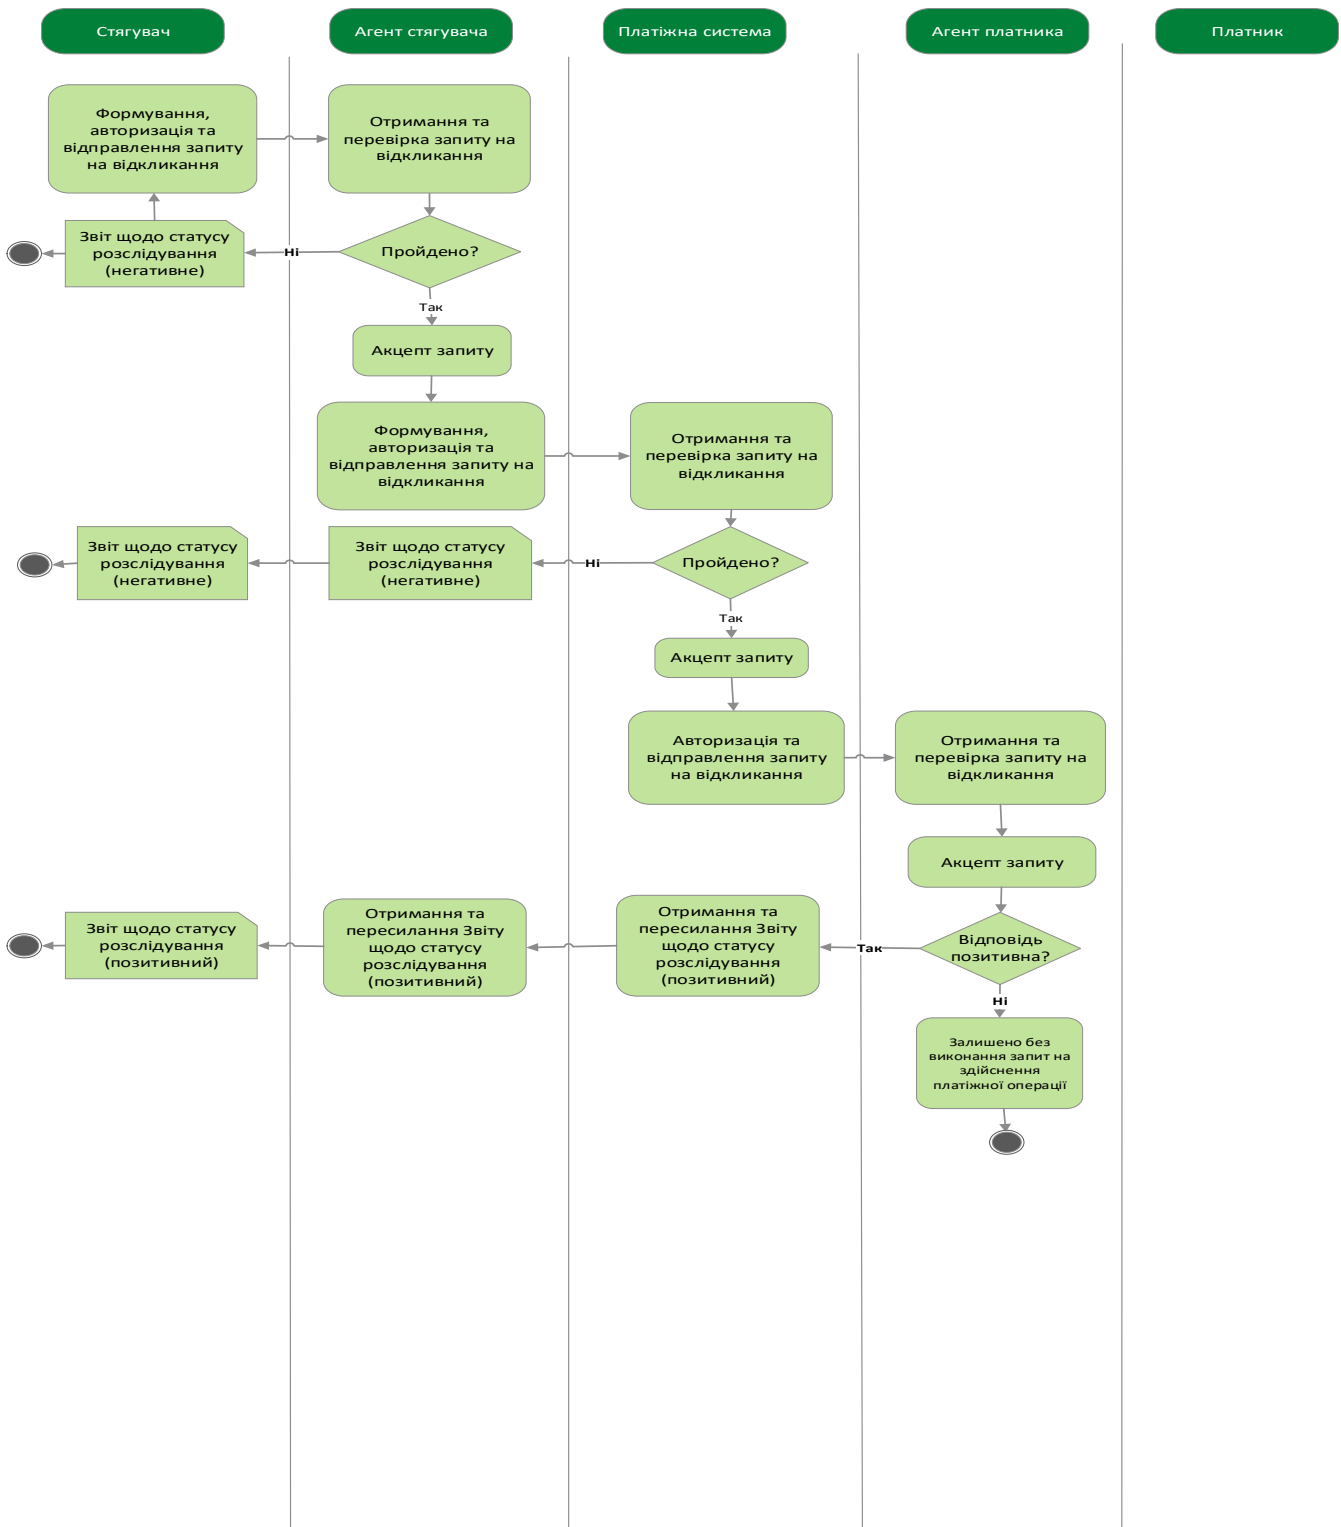 Стягувач
Агент стягувача
Платіжна система
Агент платника
Платник
Формування,
авторизація та
відправлення запиту
на відкликання
Отримання та
перевірка запиту на
відкликання
Звіт щодо статусу
розслідування
(негативне)
Ні
Пройдено?
Так
Акцепт запиту
Формування,
авторизація та
відправлення запиту на
відкликання
Отримання та
перевірка запиту на
відкликання
Звіт щодо статусу
розслідування
(негативне)
Звіт щодо статусу
розслідування
(негативне)
Ні
Пройдено?
Так
Акцепт запиту
Авторизація та
відправлення запиту
на відкликання
Отримання та
перевірка запиту на
відкликання
Акцепт запиту
Звіт щодо статусу
розслідування
(позитивний)
Отримання та
пересилання Звіту
щодо статусу
розслідування
(позитивний)
Отримання та
пересилання Звіту
щодо статусу
розслідування
(позитивний)
Так
Відповідь
позитивна?
Ні
Залишено без
виконання запит на
здійснення
платіжної операції